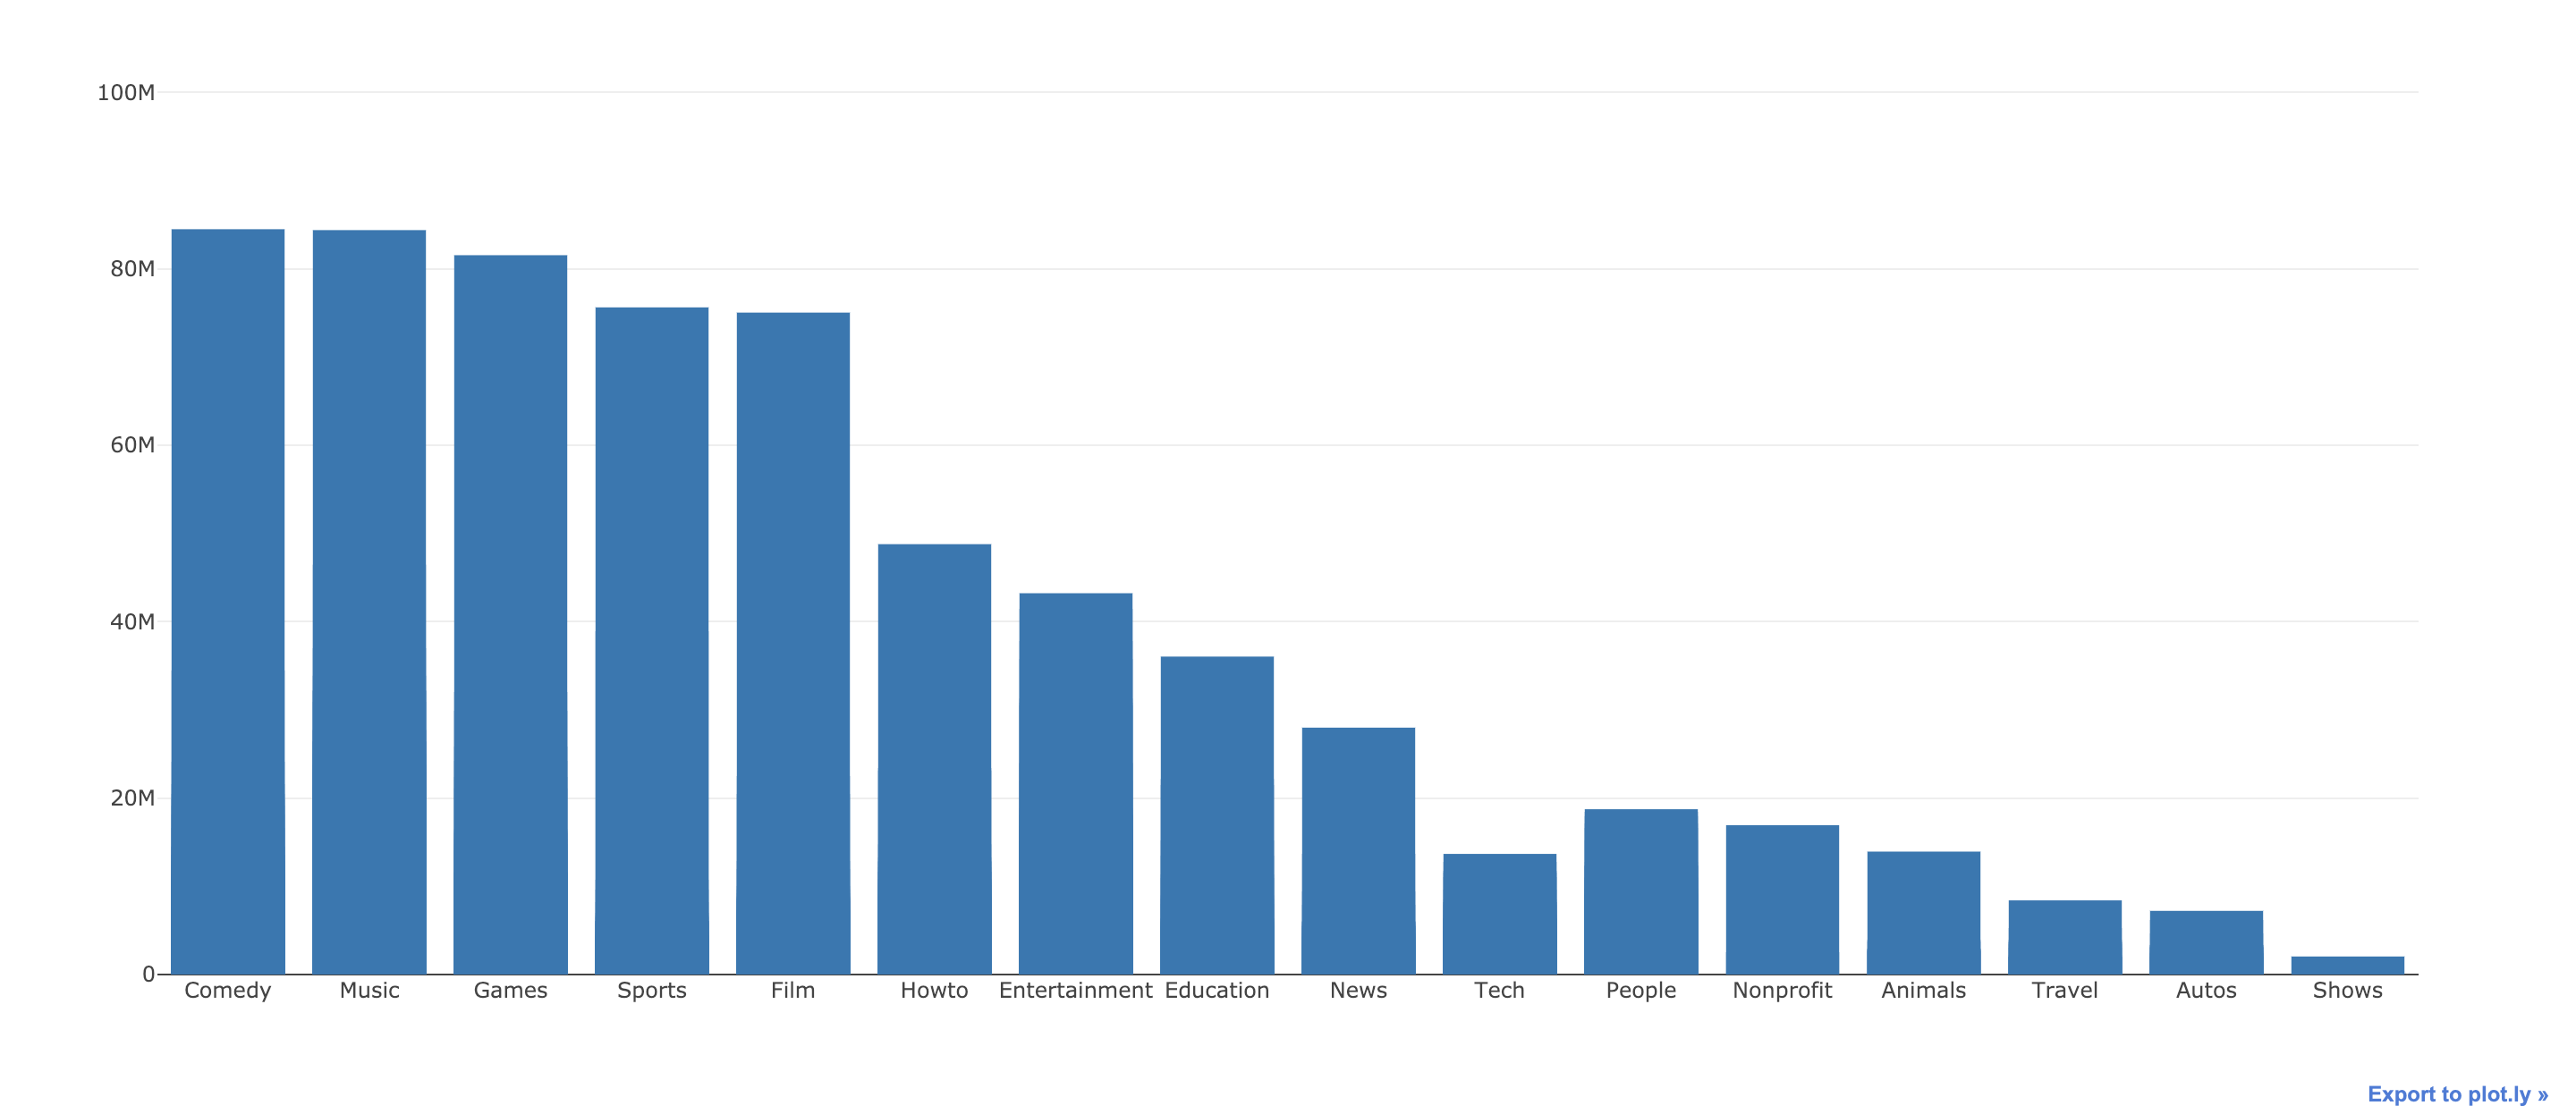 100M
80M
60M
40M
20M
0
Comedy Music Games Sports Film Howto Entertainment Education News Tech People Nonprofit Animals Travel Autos Shows
Export to plot.ly »